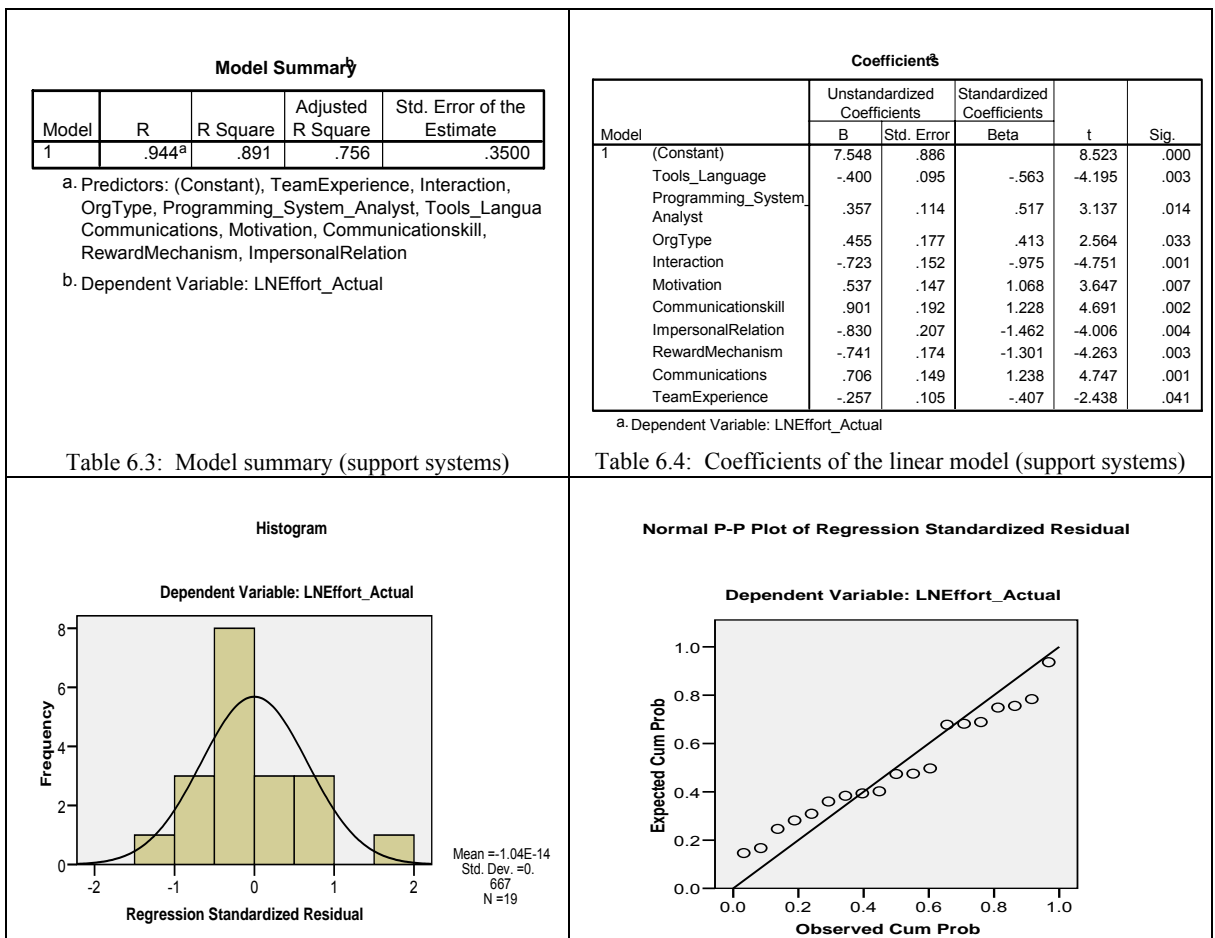 Model Summary b
Model R R Square Adjusted R Square Std. Error of the Estimate
1 .944a .891 .756 .3500
a. Predictors: (Constant), TeamExperience, Interaction,
OrgType, Programming_System_Analyst, Tools_Langua
Communications, Motivation, Communicationskill,
RewardMechanism, ImpersonalRelation
b. Dependent Variable: LNEffort_Actual
Table 6.3: Model summary (support systems)
Coefficients a
Unstandardized Coefficients Standardized Coefficients
Model B Std. Error Beta t Sig.
1 (Constant) 7.548 .886 8.523 .000
Tools_Language -.400 .095 -.563 -4.195 .003
Programming_System_
Analyst .357 .114 .517 3.137 .014
OrgType .455 .177 .413 2.564 .033
Interaction -.723 .152 -.975 -4.751 .001
Motivation .537 .147 1.068 3.647 .007
Communicationskill .901 .192 1.228 4.691 .002
ImpersonalRelation -.830 .207 -1.462 -4.006 .004
RewardMechanism -.741 .174 -1.301 -4.263 .003
Communications .706 .149 1.238 4.747 .001
TeamExperience -.257 .105 -.407 -2.438 .041
a. Dependent Variable: LNEffort_Actual
Table 6.4: Coefficients of the linear model (support systems)
Histogram
Dependent Variable: LNEffort_Actual
Frequency
8
6
4
2
0
-2 -1 0 1 2
Regression Standardized Residual
Mean =-1.04E-14
Std. Dev. =0.
667
N =19
Normal P-P Plot of Regression Standardized Residual
Dependent Variable: LNEffort_Actual
Expected Cum Prob
1.0
0.8
0.6
0.4
0.2
0.0
0.0 0.2 0.4 0.6 0.8 1.0
Observed Cum Prob